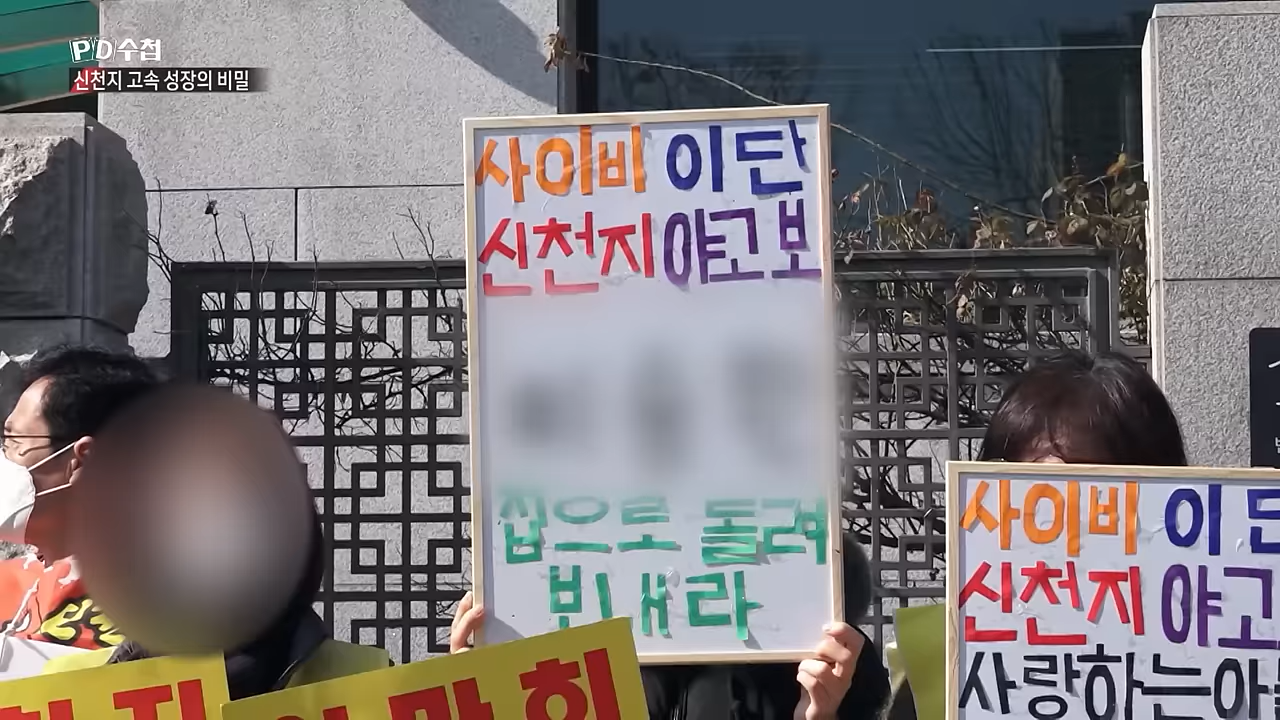 PD수첩
신천지 고속 성장의 비밀
사이비 이단
신천지 야고보
집으로 돌려
보내라
사이비 이
신천지 야고
사랑하는
만희